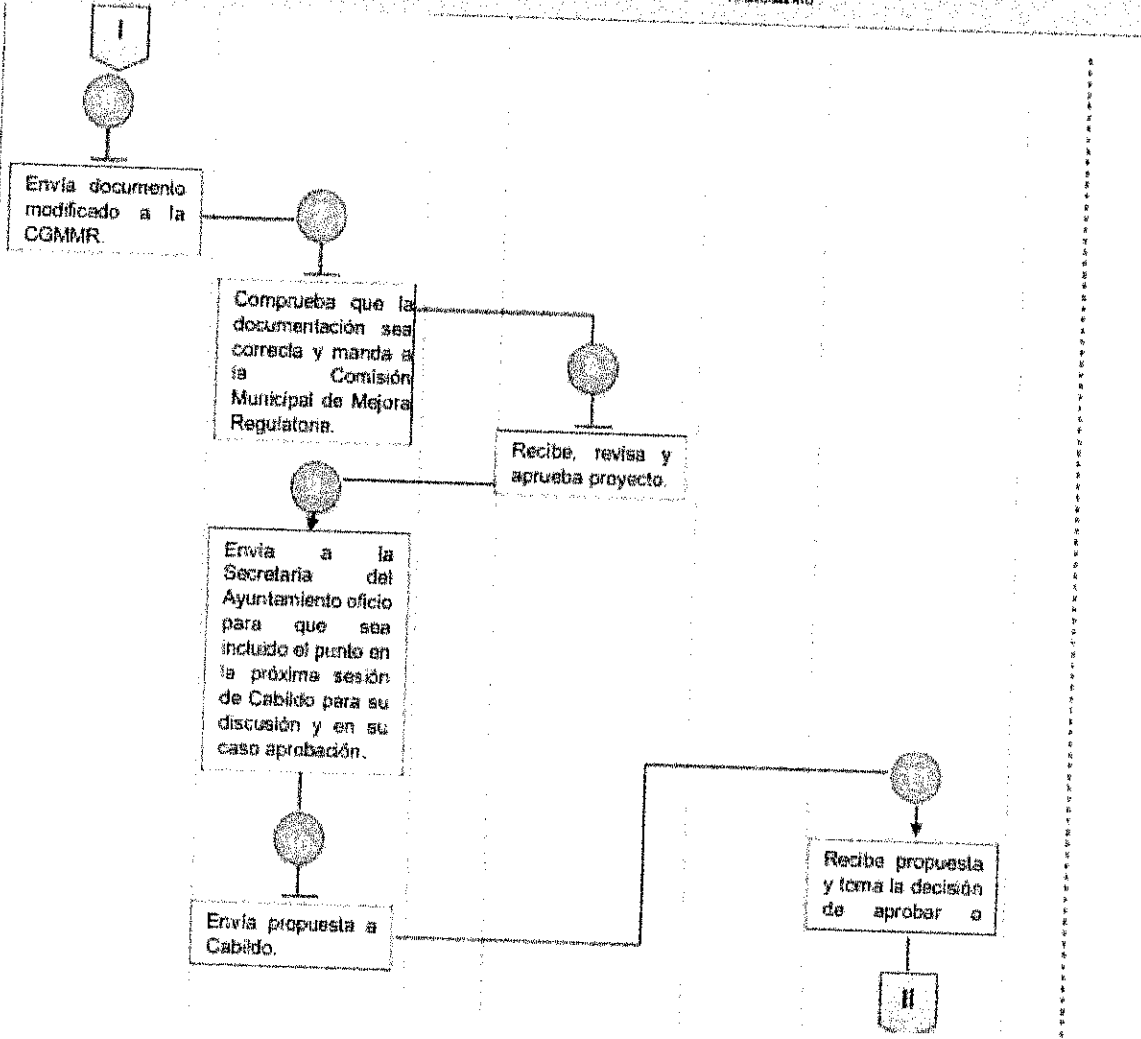 I
Envía documento
modificado a la
CGMMR.
Comprueba que la
documentación sea
correcta y manda a
la Comisión
Municipal de Mejora
Regulatoria.
Recibe, revisa y
aprueba proyecto.
Envia a la
Secretaria del
Ayuntamiento oficio
para que sea
incluido el punto en
la próxima sesión
de Cabildo para su
discusión y en su
caso aprobación.
Envía propuesta a
Cabildo.
Recibe propuesta
y toma la decisión
de aprobar o
II